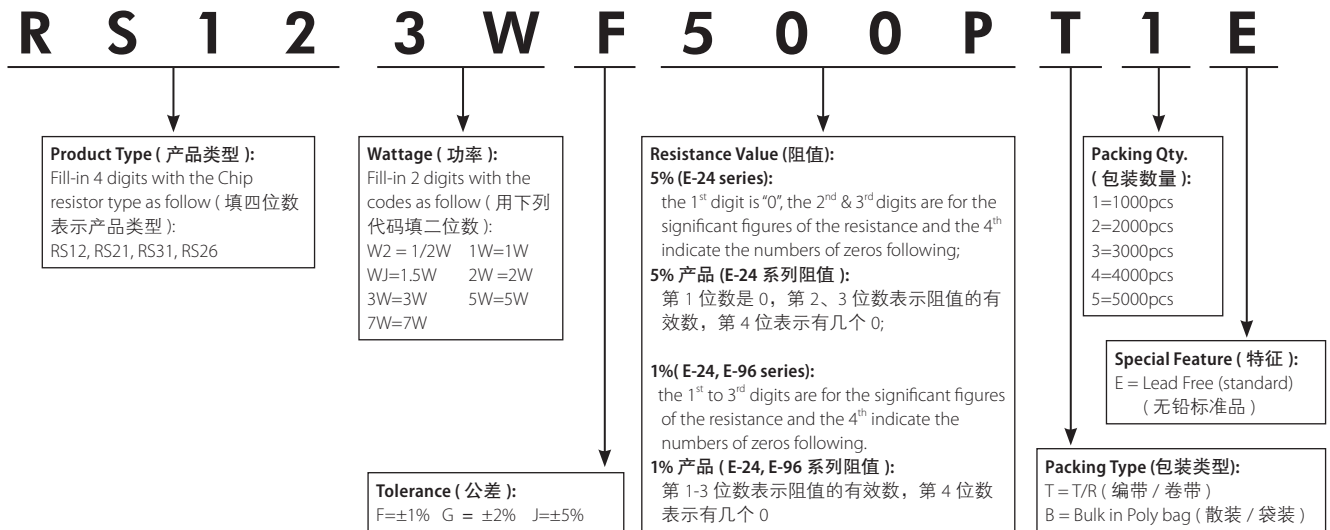 R S 1 2 3 W F 5 0 0 P T 1 E
Product Type ( 产品类型 ):
Fill-in 4 digits with the Chip
resistor type as follow ( 填四位数
表示产品类型 ):
RS12, RS21, RS31, RS26
Wattage ( 功率 ):
Fill-in 2 digits with the
codes as follow ( 用下列
代码填二位数 ):
W2 = 1/2W 1W=1W
WJ=1.5W 2W =2W
3W=3W 5W=5W
7W=7W
Tolerance ( 公差 ):
F=±1% G = ±2% J=±5%
Resistance Value (阻值):
5% (E-24 series):
the 1st digit is "0", the 2nd & 3rd digits are for the
significant figures of the resistance and the 4th
indicate the numbers of zeros following;
5% 产品 (E-24 系列阻值 ):
第 1 位数是 0，第 2、3 位数表示阻值的有
效数，第 4 位表示有几个 0;
1%( E-24, E-96 series):
the 1st to 3rd digits are for the significant figures
of the resistance and the 4th indicate the
numbers of zeros following.
1% 产品 ( E-24, E-96 系列阻值 ):
第 1-3 位数表示阻值的有效数，第 4 位数
表示有几个 0
Packing Qty.
( 包装数量 ):
1=1000pcs
2=2000pcs
3=3000pcs
4=4000pcs
5=5000pcs
Special Feature ( 特征 ):
E = Lead Free (standard)
( 无铅标准品 )
Packing Type (包装类型):
T = T/R ( 编带 / 卷带 )
B = Bulk in Poly bag ( 散装 / 袋装 )